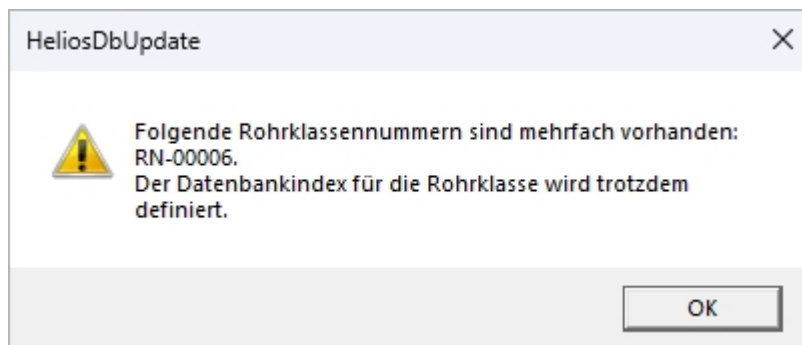 HeliosDbUpdate
Folgende Rohrklassennummern sind mehrfach vorhanden:
RN-00006.
Der Datenbankindex für die Rohrklasse wird trotzdem
definiert.
OK